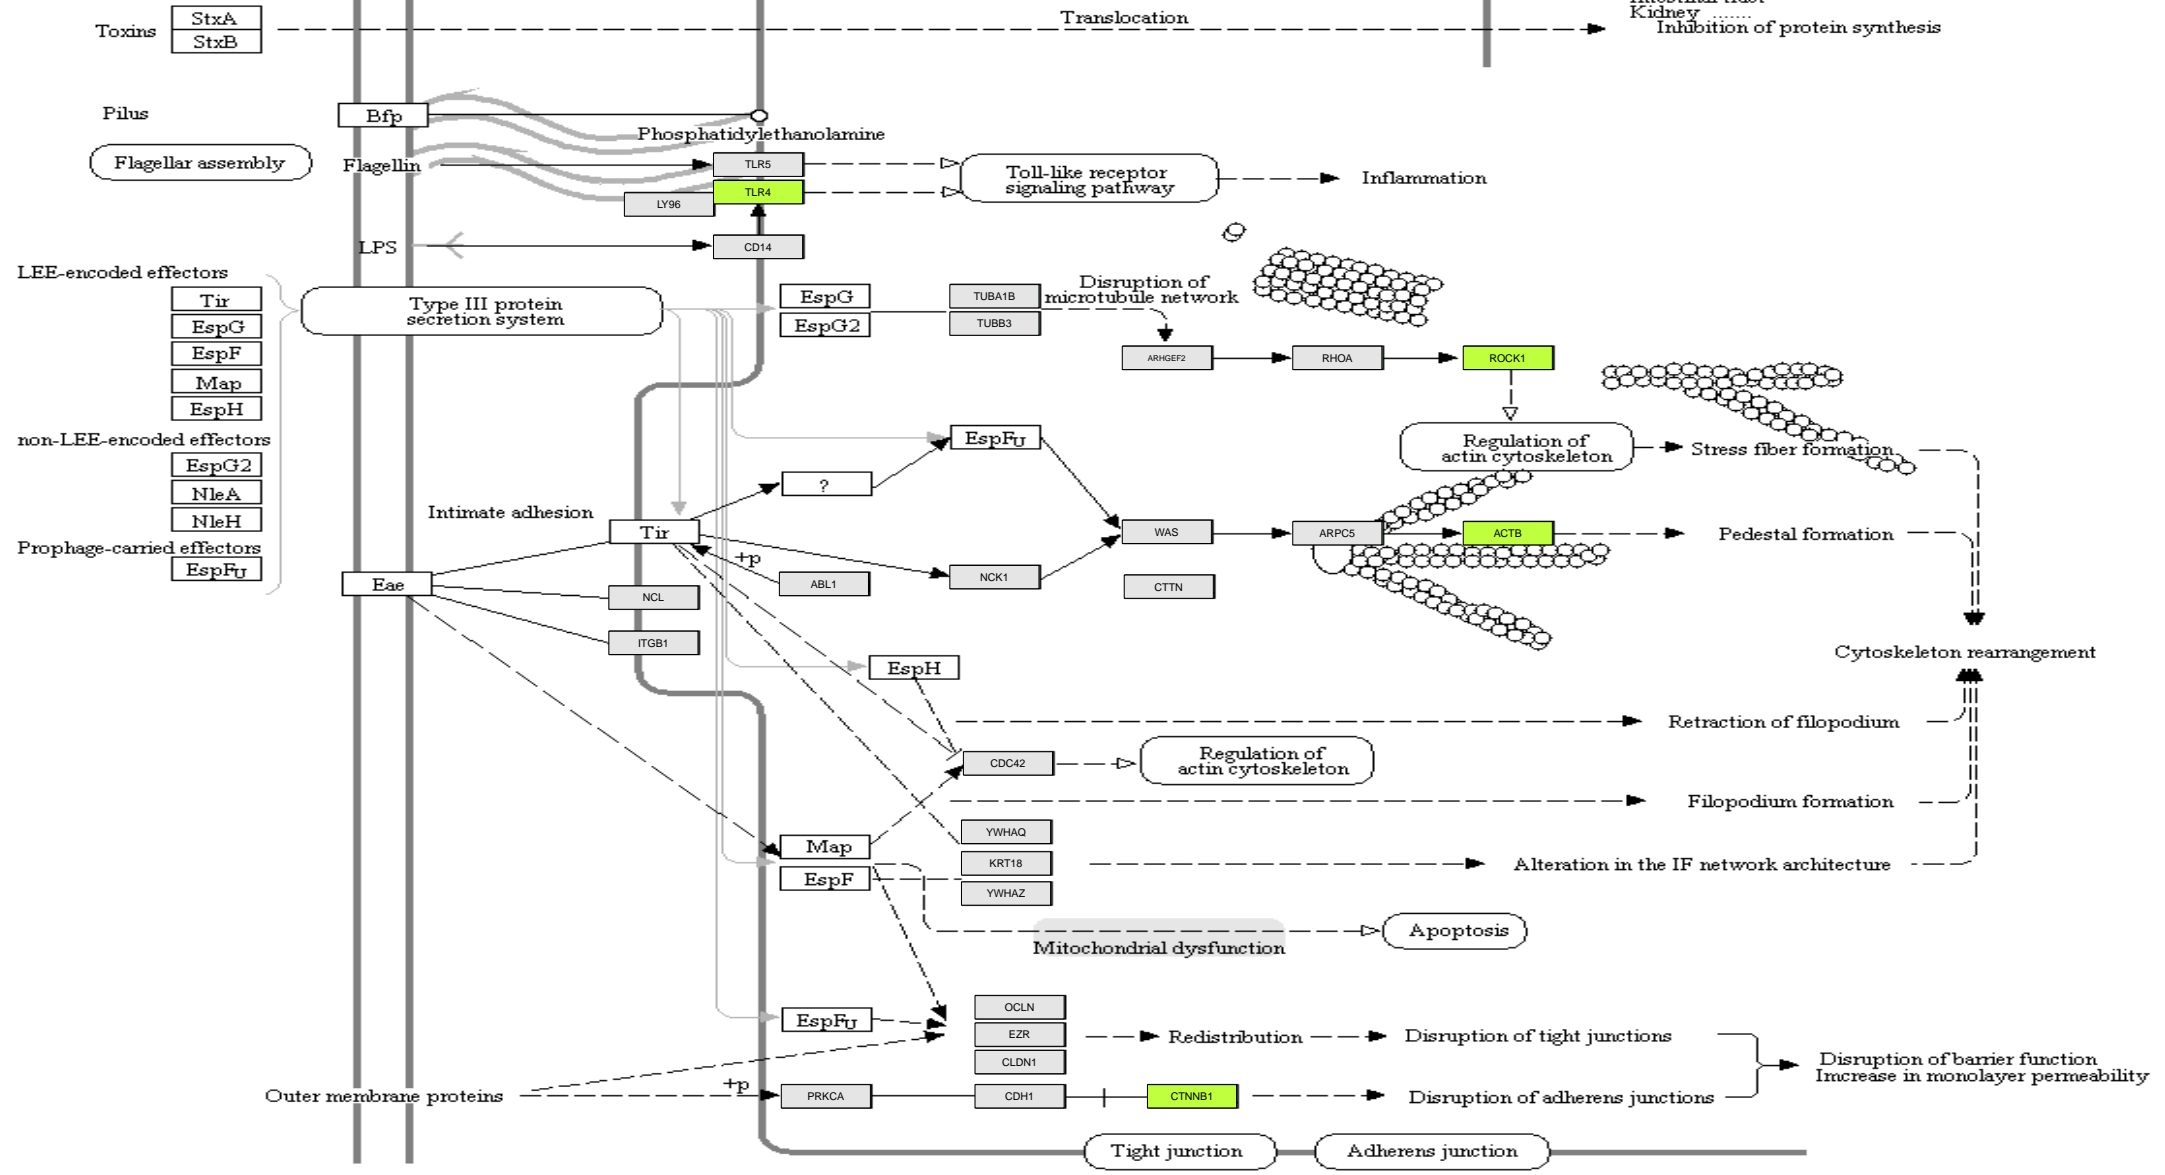 Kidney .......
Inhibition of protein synthesis
Toxins
StxA
StxB
Translocation
Pilus
Bfp
Phosphatidylethanolamine
Flagellar assembly
Flagellin
TLR5
TLR4
LY96
Toll-like receptor
signaling pathway
Inflammation
LPS
CD14
LEE-encoded effectors
Tir
EspG
EspF
Map
EspH
non-LEE-encoded effectors
EspG2
NleA
NleH
Prophage-carried effectors
EspFU
Type III protein
secretion system
EspG
EspG2
TUBA1B
TUBB3
Disruption of
microtubule network
ARHGEF2
RHOA
ROCK1
Regulation of
actin cytoskeleton
Stress fiber formation
EspFU
?
Intimate adhesion
Tir
+p
WAS
ARPC5
ACTB
Pedestal formation
Eae
NCL
ITGB1
ABL1
NCK1
CTTN
Cytoskeleton rearrangement
EspH
Retraction of filopodium
CDC42
Regulation of
actin cytoskeleton
Filopodium formation
Map
EspF
YWHAQ
KRT18
YWHAZ
Alteration in the IF network architecture
Mitochondrial dysfunction
Apoptosis
EspFU
OCLN
EZR
CLDN1
Redistribution
Disruption of tight junctions
Disruption of barrier function
Imcrease in monolayer permeability
Outer membrane proteins
+p
PRKCA
CDH1
CTNNB1
Disruption of adherens junctions
Tight junction
Adherens junction